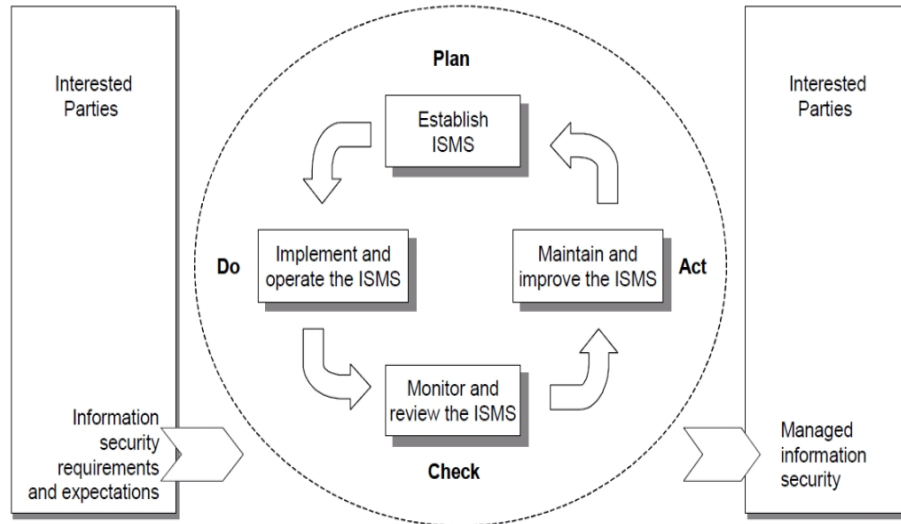 Interested
Parties
Information
security
requirements
and expectations
Plan
Establish
ISMS
Do
Implement and
operate the ISMS
Maintain and
improve the ISMS
Act
Monitor and
review the ISMS
Check
Interested
Parties
Managed
information
security